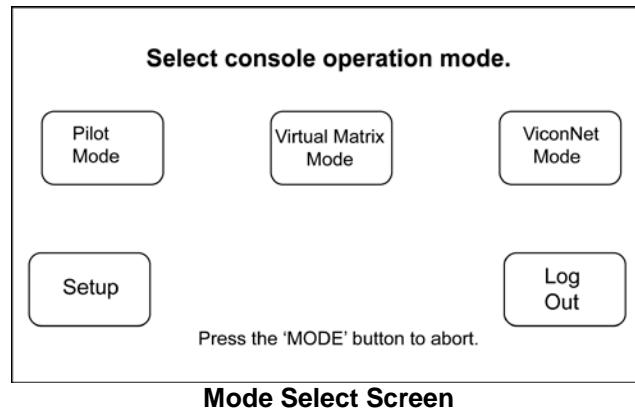 Select console operation mode.
Pilot
Mode
Virtual Matrix
Mode
ViconNet
Mode
Setup
Log
Out
Press the ‘MODE’ button to abort.
Mode Select Screen